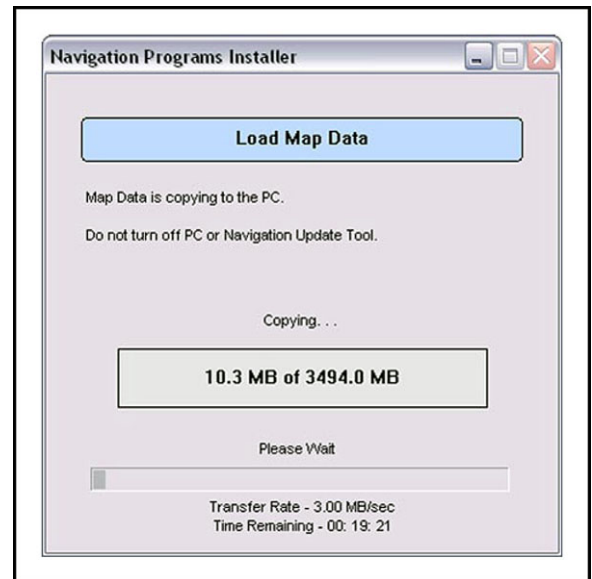 Navigation Programs Installer
Load Map Data
Map Data is copying to the PC.
Do not turn off PC or Navigation Update Tool.
Copying. . .
10.3 MB of 3494.0 MB
Please Wait
Transfer Rate - 3.00 MB/sec
Time Remaining - 00: 19: 21